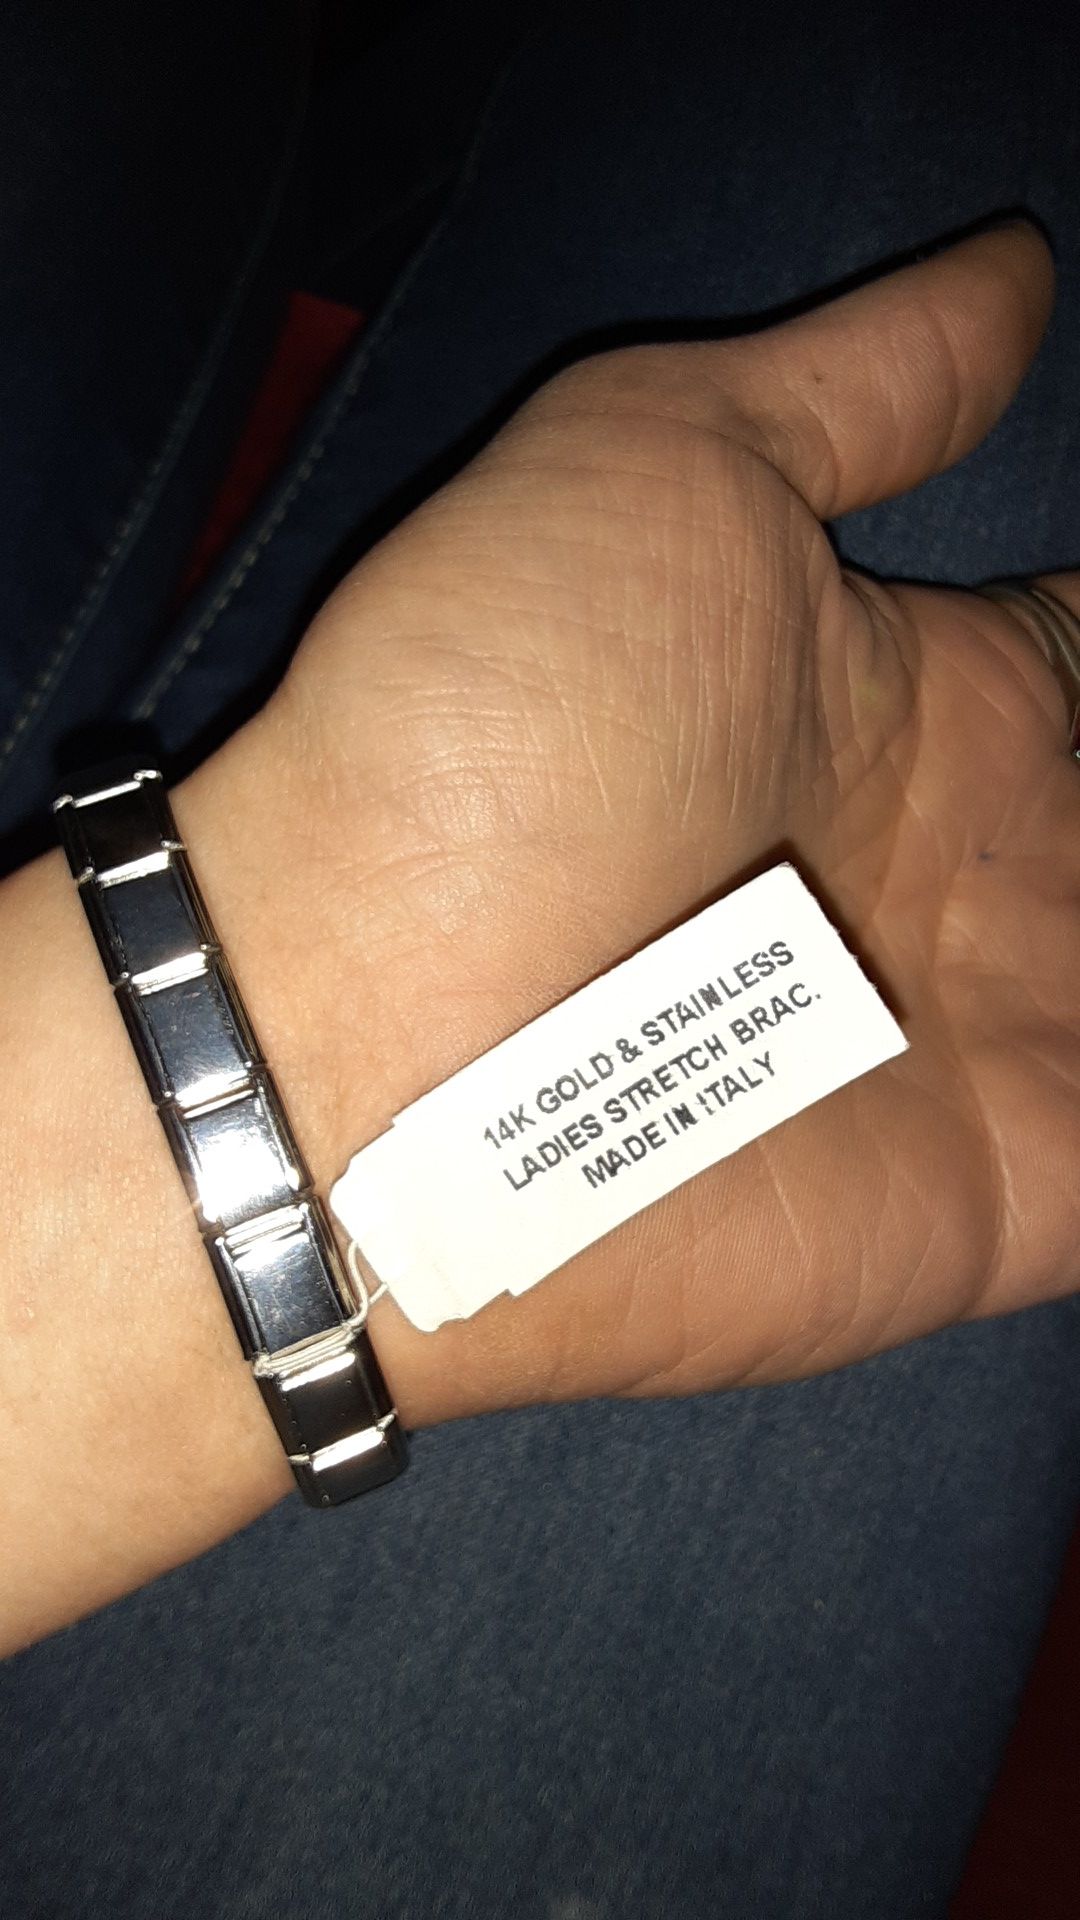 14K GOLD & STAINLESS
LADIES STRETCH BRAC.
MADE IN ITALY